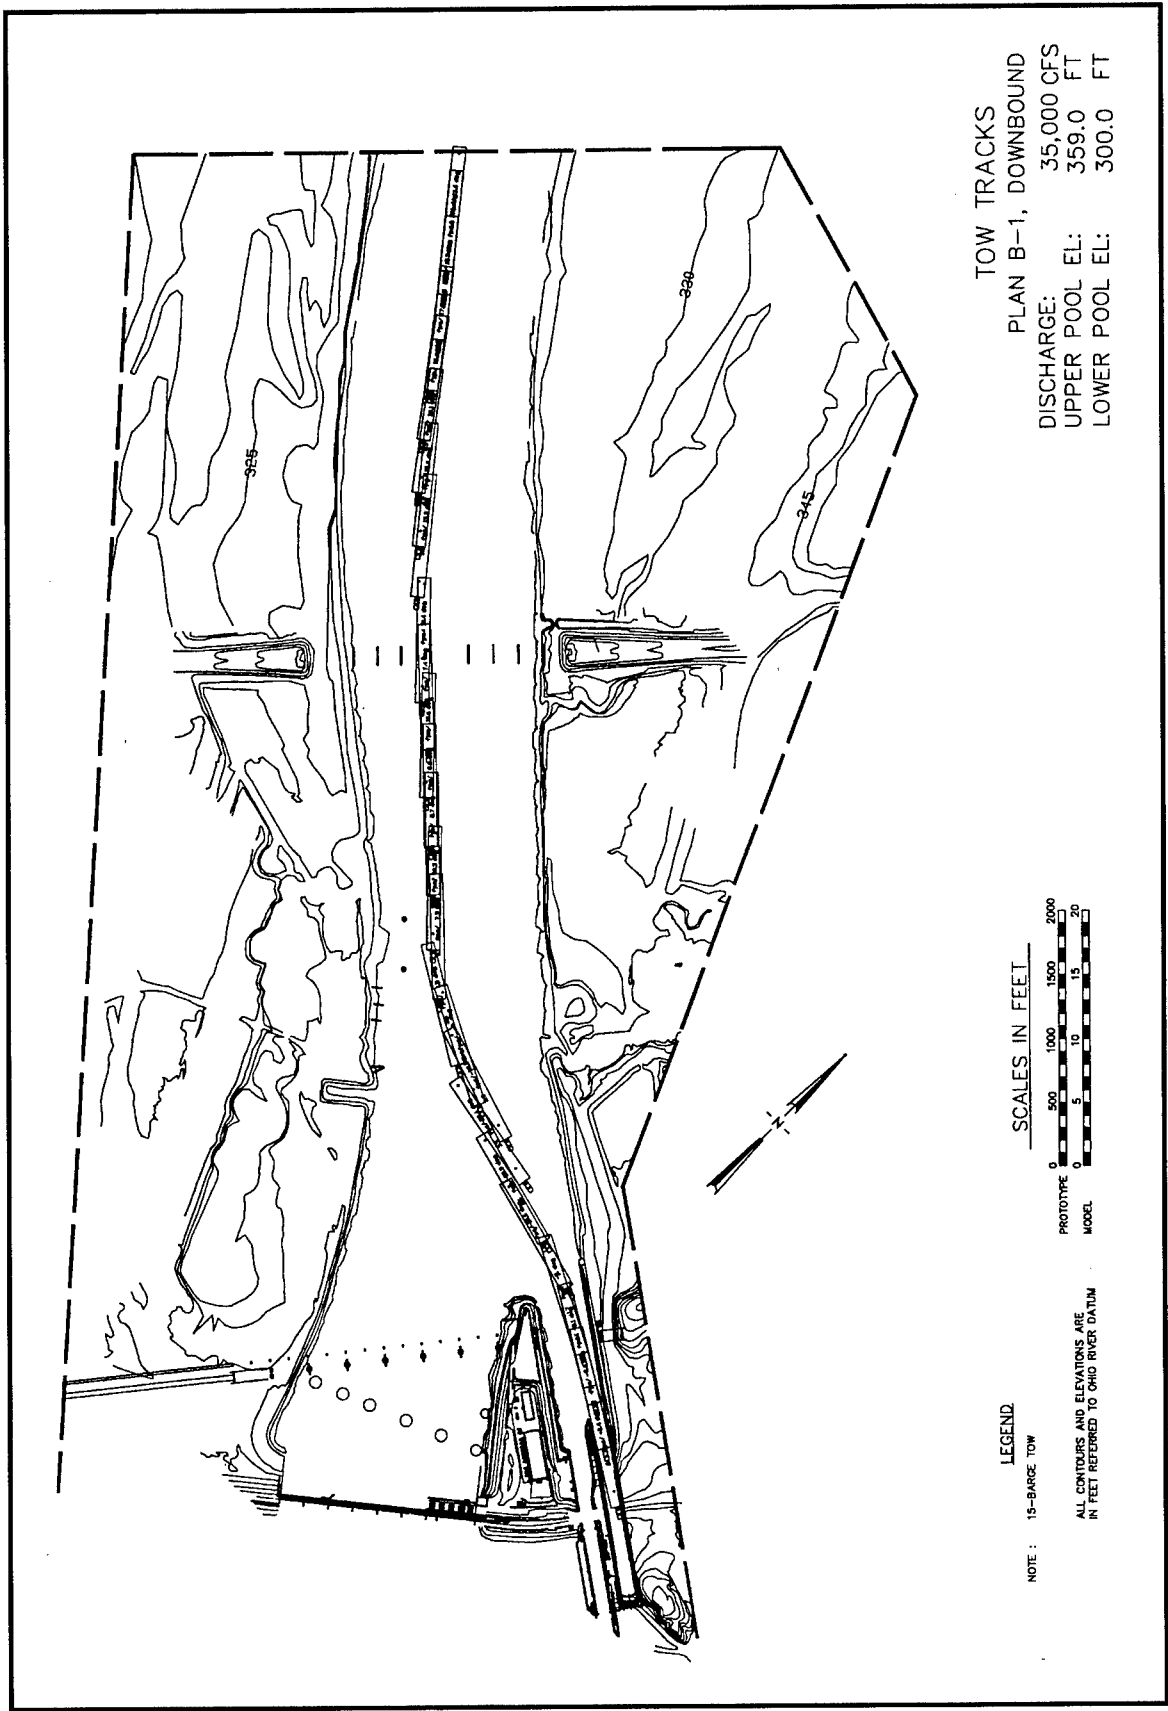 TOW TRACKS
PLAN B-1, DOWNBOUND
DISCHARGE: 35,000 CFS
UPPER POOL EL: 359.0 FT
LOWER POOL EL: 300.0 FT
325
330
345
N
SCALES IN FEET
PROTOTYPE 0 500 1000 1500 2000
MODEL 0 5 10 15 20
LEGEND
NOTE : 15-BARGE TOW
ALL CONTOURS AND ELEVATIONS ARE
IN FEET REFERRED TO OHIO RIVER DATUM